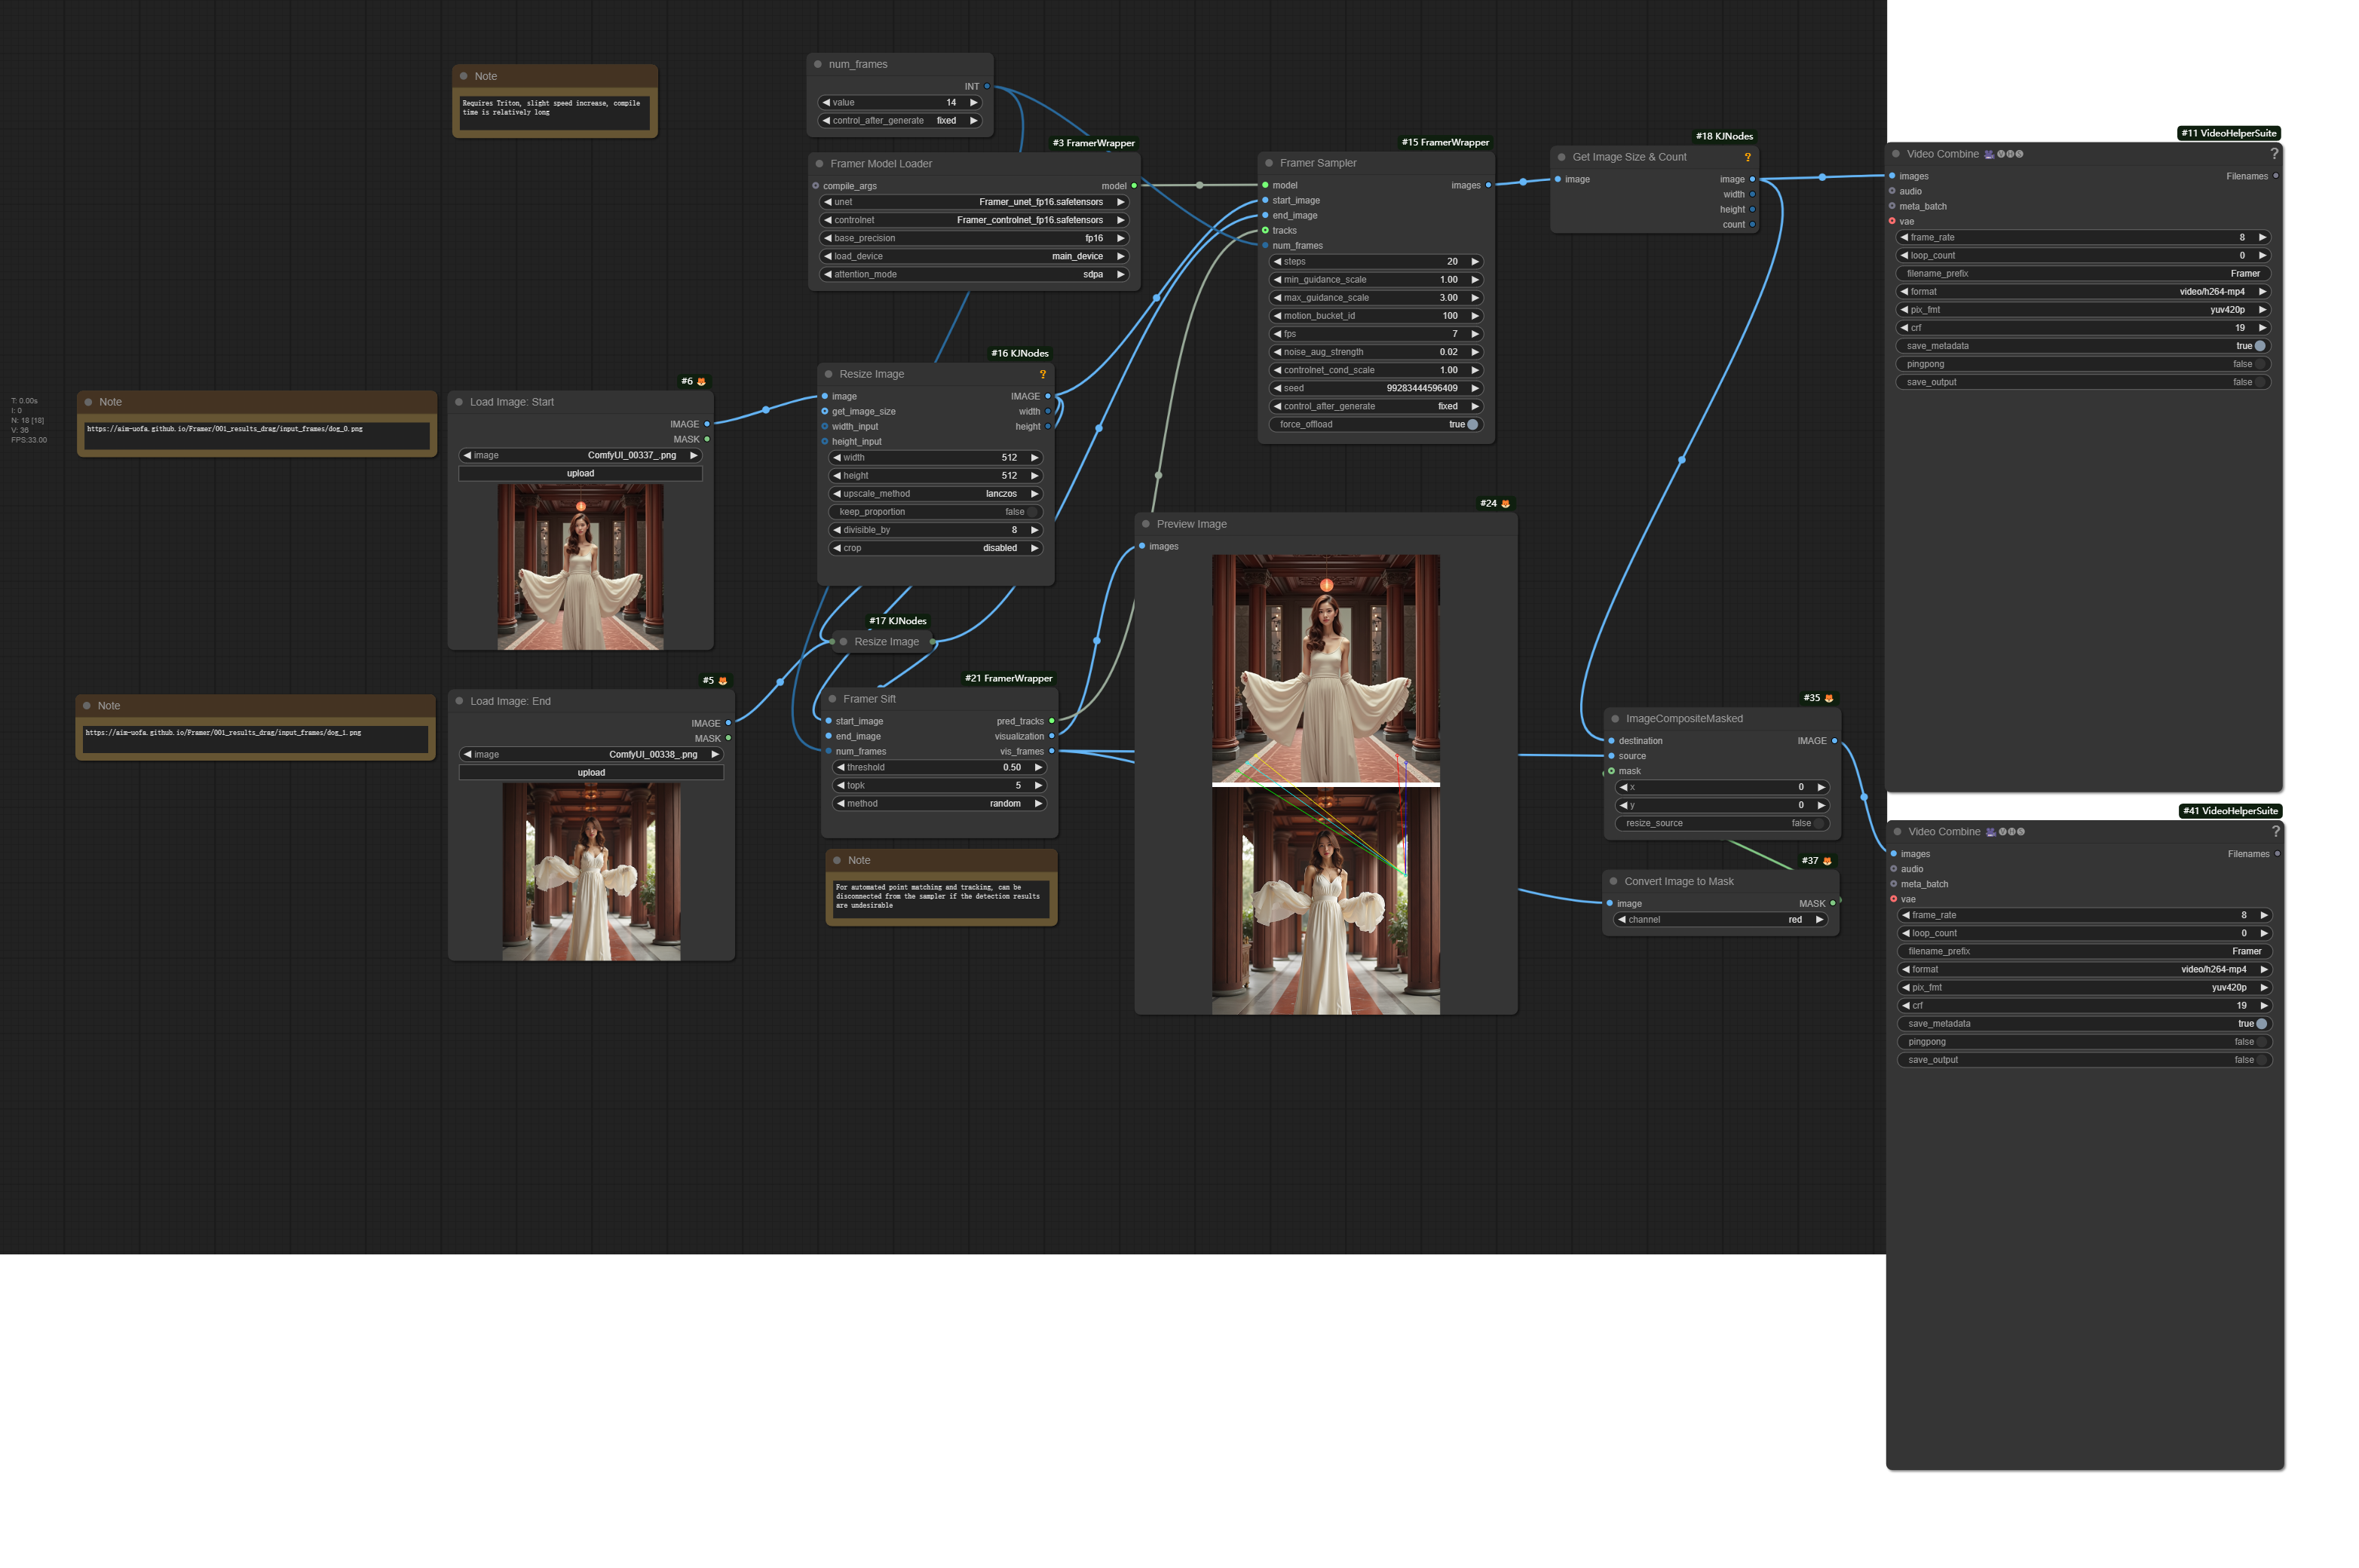 Note
Requires Triton, slight speed increase, compile
time is relatively long
num_frames
INT
value 14
control_after_generate fixed
#3 FramerWrapper
Framer Model Loader
compile_args model
unet Framer_unet_fp16.safetensors
controlnet Framer_controlnet_fp16.safetensors
base_precision fp16
load_device main_device
attention_mode sdpa
#15 FramerWrapper
Framer Sampler
model images
start_image
end_image
tracks
num_frames
steps 20
min_guidance_scale 1.00
max_guidance_scale 3.00
motion_bucket_id 100
fps 7
noise_aug_strength 0.02
controlnet_cond_scale 1.00
seed 99283444596409
control_after_generate fixed
force_offload true
#18 KJNodes
Get Image Size & Count ?
image image
width
height
count
#11 VideoHelperSuite
Video Combine VHS ?
images Filenames
audio
meta_batch
vae
frame_rate 8
loop_count 0
filename_prefix Framer
format video/h264-mp4
pix_fmt yuv420p
crf 19
save_metadata true
pingpong false
save_output false
T: 0.00s
I: 0
N: 18 [18]
V: 36
FPS:33.00
Note
https://aim-uofa.github.io/Framer/001_results_drag/input_frames/dog_0.png
#6
Load Image: Start
IMAGE
MASK
image ComfyUI_00337_.png
upload
#16 KJNodes
Resize Image ?
image IMAGE
get_image_size width
width_input height
height_input
width 512
height 512
upscale_method lanczos
keep_proportion false
divisible_by 8
crop disabled
#17 KJNodes
Resize Image
#24
Preview Image
images
Note
https://aim-uofa.github.io/Framer/001_results_drag/input_frames/dog_1.png
#5
Load Image: End
IMAGE
MASK
image ComfyUI_00338_.png
upload
#21 FramerWrapper
Framer Sift
start_image pred_tracks
end_image visualization
num_frames vis_frames
threshold 0.50
topk 5
method random
Note
For automated point matching and tracking, can be
disconnected from the sampler if the detection results
are undesirable
#35
ImageCompositeMasked
destination IMAGE
source
mask
x 0
y 0
resize_source false
#37
Convert Image to Mask
image MASK
channel red
#41 VideoHelperSuite
Video Combine VHS ?
images Filenames
audio
meta_batch
vae
frame_rate 8
loop_count 0
filename_prefix Framer
format video/h264-mp4
pix_fmt yuv420p
crf 19
save_metadata true
pingpong false
save_output false